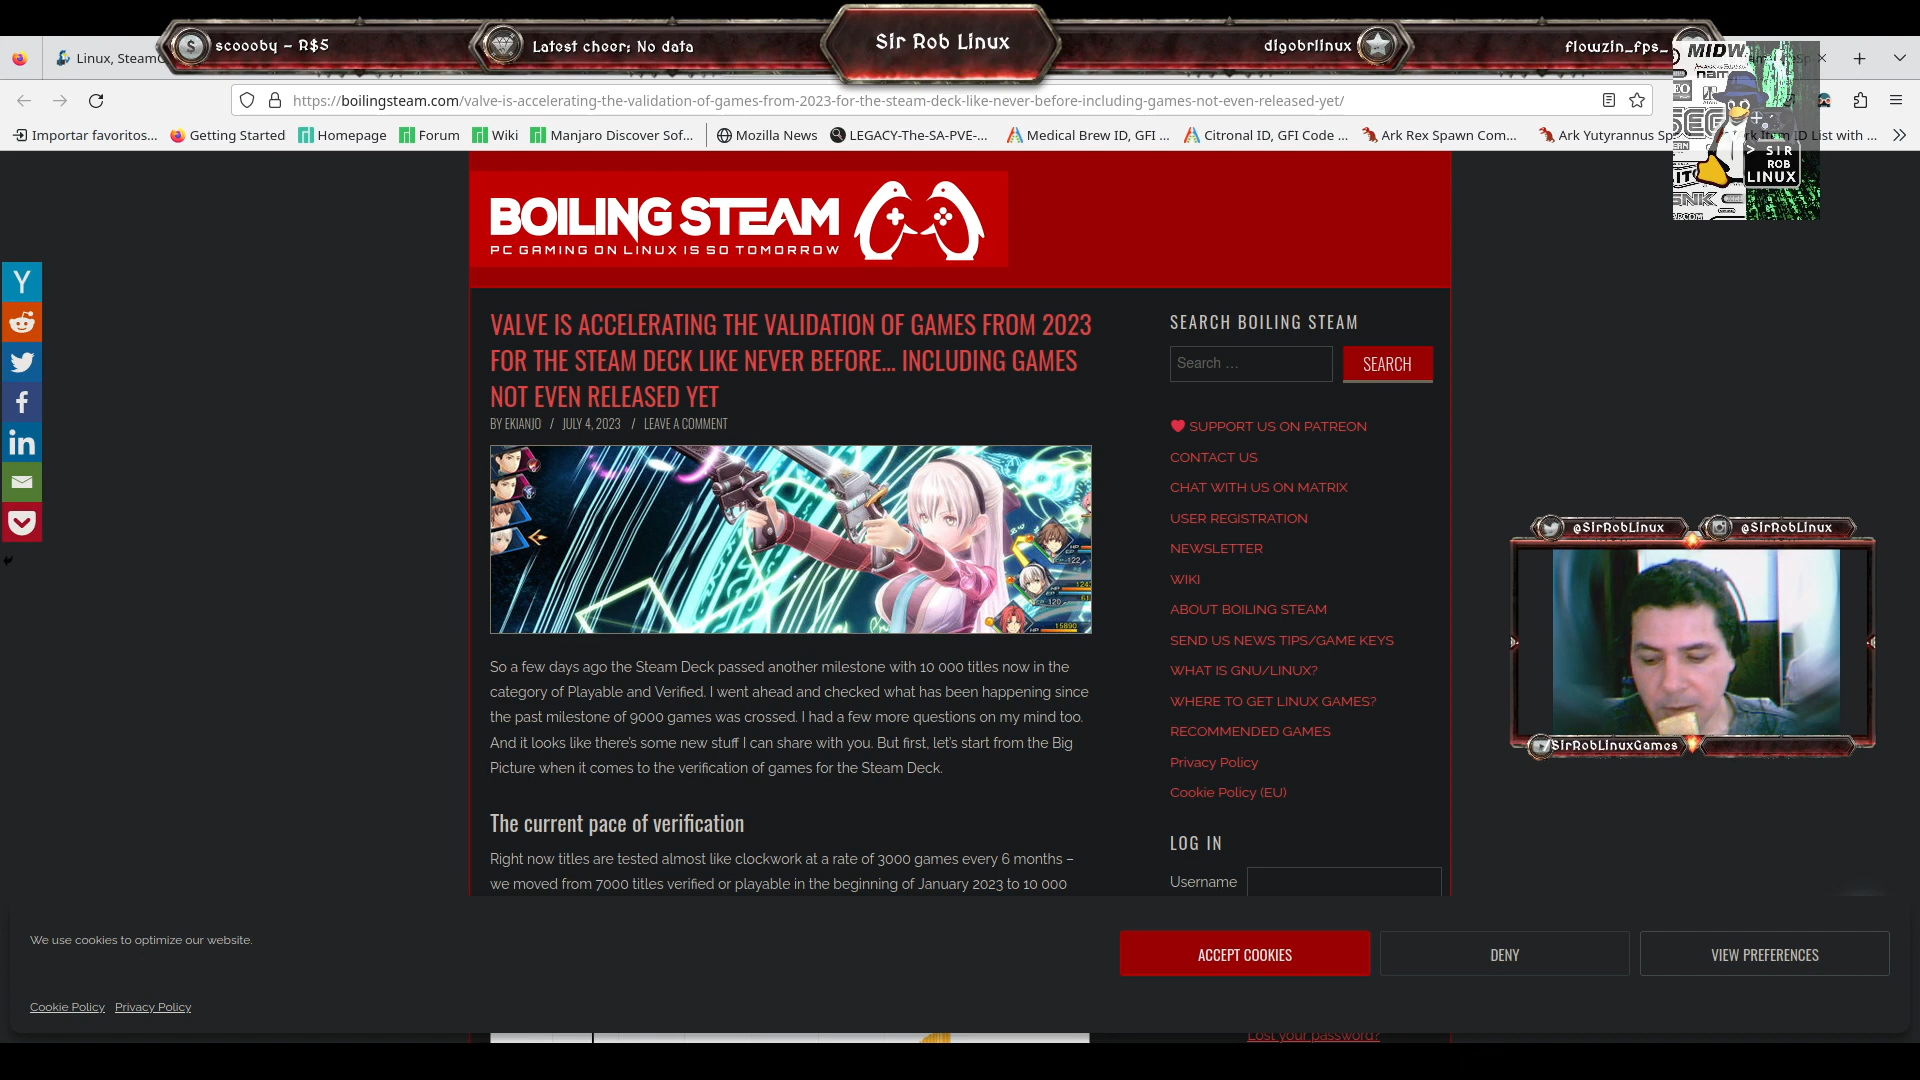 scoooby - R$5
Latest cheer: No data
Sir Rob Linux
digobrlinux
flowzin_fps_
Linux, SteamO
https://boilingsteam.com/valve-is-accelerating-the-validation-of-games-from-2023-for-the-steam-deck-like-never-before-including-games-not-even-released-yet/
Importar favoritos...
Getting Started
Homepage
Forum
Wiki
Manjaro Discover Sof...
Mozilla News
LEGACY-The-SA-PVE-...
Medical Brew ID, GFI ...
Citronal ID, GFI Code ...
Ark Rex Spawn Com...
Ark Yutyrannus Sp
Item ID List with ...
MIDW
SIR
ROB
LINUX
BOILING STEAM
PC GAMING ON LINUX IS SO TOMORROW
VALVE IS ACCELERATING THE VALIDATION OF GAMES FROM 2023
FOR THE STEAM DECK LIKE NEVER BEFORE... INCLUDING GAMES
NOT EVEN RELEASED YET
BY EKIANJO / JULY 4, 2023 / LEAVE A COMMENT
So a few days ago the Steam Deck passed another milestone with 10 000 titles now in the
category of Playable and Verified. I went ahead and checked what has been happening since
the past milestone of 9000 games was crossed. I had a few more questions on my mind too.
And it looks like there's some new stuff I can share with you. But first, let's start from the Big
Picture when it comes to the verification of games for the Steam Deck.
The current pace of verification
Right now titles are tested almost like clockwork at a rate of 3000 games every 6 months –
we moved from 7000 titles verified or playable in the beginning of January 2023 to 10 000
SEARCH BOILING STEAM
Search ...
SEARCH
SUPPORT US ON PATREON
CONTACT US
CHAT WITH US ON MATRIX
USER REGISTRATION
NEWSLETTER
WIKI
ABOUT BOILING STEAM
SEND US NEWS TIPS/GAME KEYS
WHAT IS GNU/LINUX?
WHERE TO GET LINUX GAMES?
RECOMMENDED GAMES
Privacy Policy
Cookie Policy (EU)
LOG IN
Username
@SirRobLinux
@SirRobLinux
SirRobLinuxGames
We use cookies to optimize our website.
ACCEPT COOKIES
DENY
VIEW PREFERENCES
Cookie Policy
Privacy Policy
Lost your password?